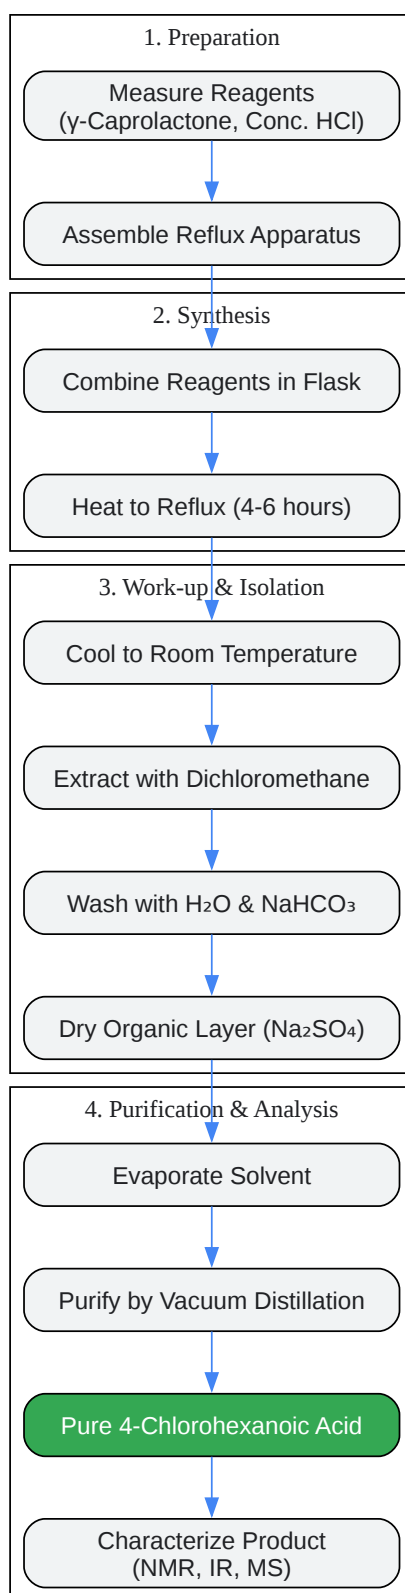 1. Preparation
Measure Reagents
(γ-Caprolactone, Conc. HCl)
Assemble Reflux Apparatus
2. Synthesis
Combine Reagents in Flask
Heat to Reflux (4-6 hours)
3. Work-up & Isolation
Cool to Room Temperature
Extract with Dichloromethane
Wash with H₂O & NaHCO₃
Dry Organic Layer (Na₂SO₄)
4. Purification & Analysis
Evaporate Solvent
Purify by Vacuum Distillation
Pure 4-Chlorohexanoic Acid
Characterize Product
(NMR, IR, MS)